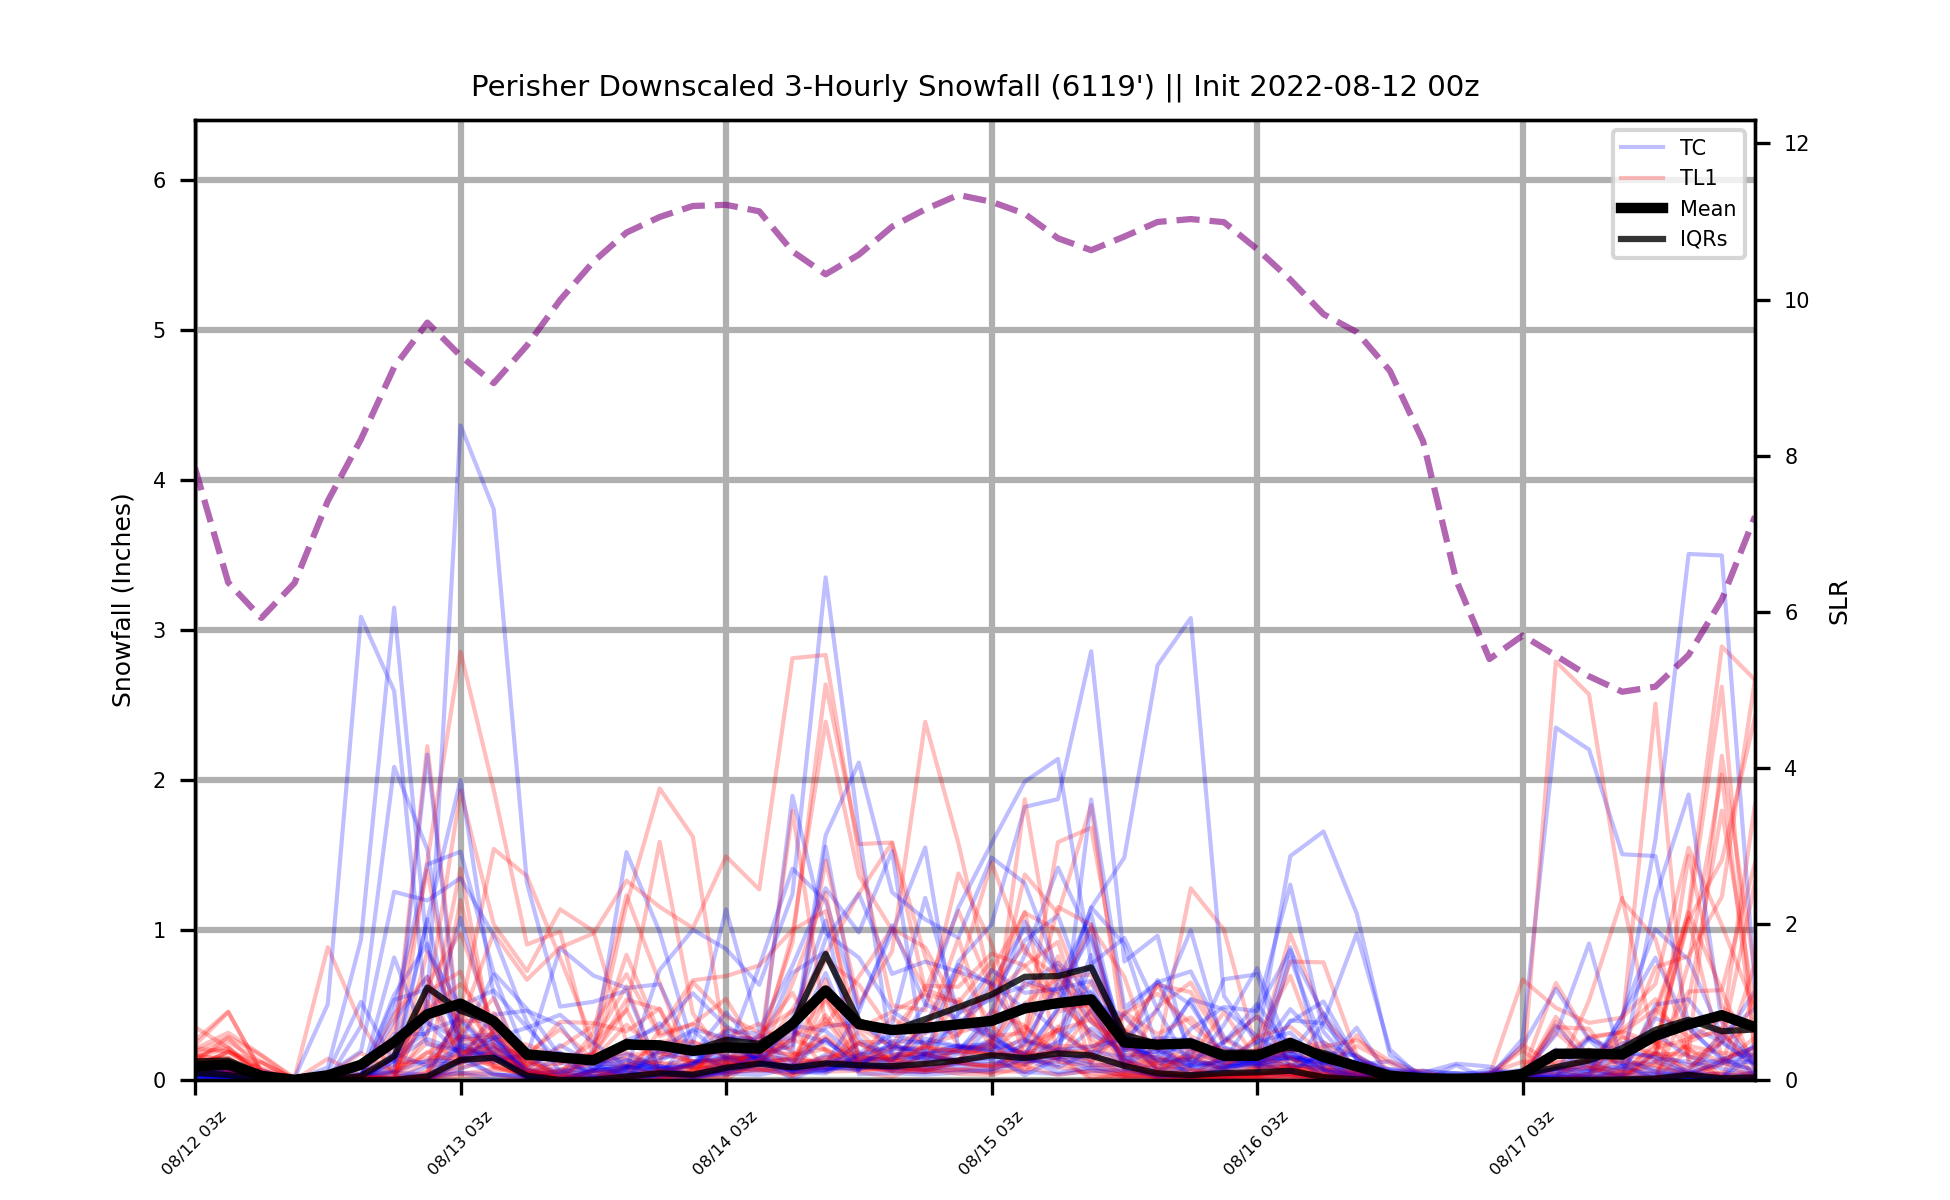 Perisher Downscaled 3-Hourly Snowfall (6119') || Init 2022-08-12 00z
TC
TL1
Mean
IQRs
Snowfall (Inches)
6
5
4
3
2
1
0
12
10
8
6
4
2
0
SLR
08/12 03z
08/13 03z
08/14 03z
08/15 03z
08/16 03z
08/17 03z